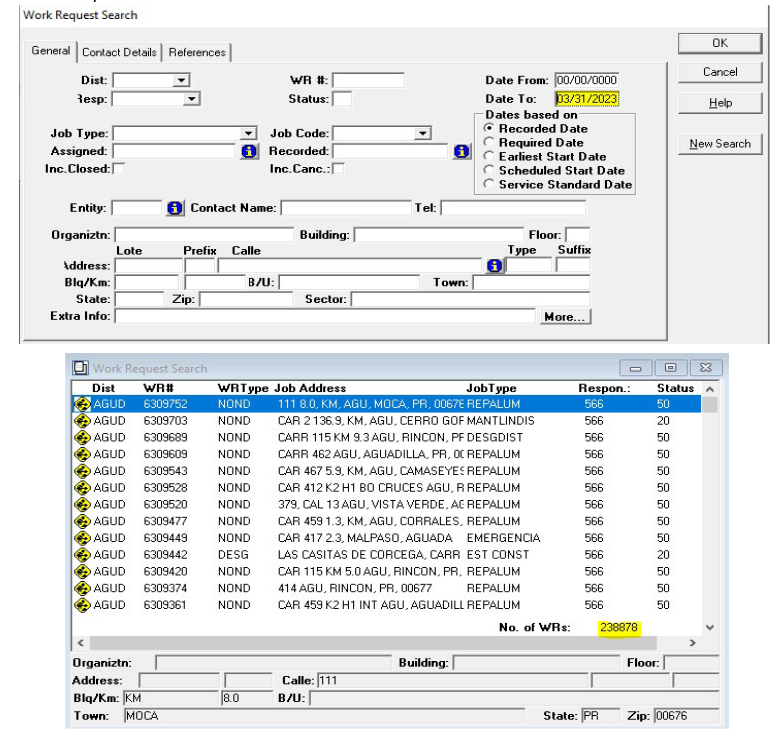 Work Request Search
General Contact Details References
OK
Cancel
Help
New Search
Dist: WR #: Date From: 00/00/0000
Resp: Status: Date To: 03/31/2023
Dates based on
Recorded Date
Required Date
Earliest Start Date
Scheduled Start Date
Service Standard Date
Job Type: Job Code:
Assigned: Recorded:
Inc.Closed: Inc.Canc.:
Entity: Contact Name: Tel:
Organiztn: Building: Floor:
Lote Prefix Calle Type Suffix
Address:
Blq/Km: B/U: Town:
State: Zip: Sector:
Extra Info: More...
Work Request Search
Dist WR# WRType Job Address JobType Respon.: Status
AGUD 6309752 NOND 111 8.0, KM, AGU, MOCA, PR, 00676 REPALUM 566 50
AGUD 6309703 NOND CAR 2 136.9, KM, AGU, CERRO GOF MANTLINDIS 566 20
AGUD 6309689 NOND CARR 115 KM 9.3 AGU, RINCON, PF DESGDIST 566 50
AGUD 6309609 NOND CARR 462 AGU, AGUADILLA, PR, 0( REPALUM 566 50
AGUD 6309543 NOND CAR 467 5.9, KM, AGU, CAMASEYES REPALUM 566 50
AGUD 6309528 NOND CAR 412 K2 H1 BO CRUCES AGU, R REPALUM 566 50
AGUD 6309520 NOND 379, CAL 13 AGU, VISTA VERDE, AG REPALUM 566 50
AGUD 6309477 NOND CAR 459 1.3, KM, AGU, CORRALES, REPALUM 566 50
AGUD 6309449 NOND CAR 417 2.3, MALPASO, AGUADA EMERGENCIA 566 50
AGUD 6309442 DESG LAS CASITAS DE CORCEGA, CARR EST CONST 566 20
AGUD 6309420 NOND CAR 115 KM 5.0 AGU, RINCON, PR, REPALUM 566 50
AGUD 6309374 NOND 414 AGU, RINCON, PR, 00677 REPALUM 566 50
AGUD 6309361 NOND CAR 459 K2 H1 INT AGU, AGUADILL REPALUM 566 50
No. of WRs: 238878
Organiztn: Building: Floor:
Address: Calle: 111
Blq/Km: KM 8.0 B/U:
Town: MOCA State: PR Zip: 00676